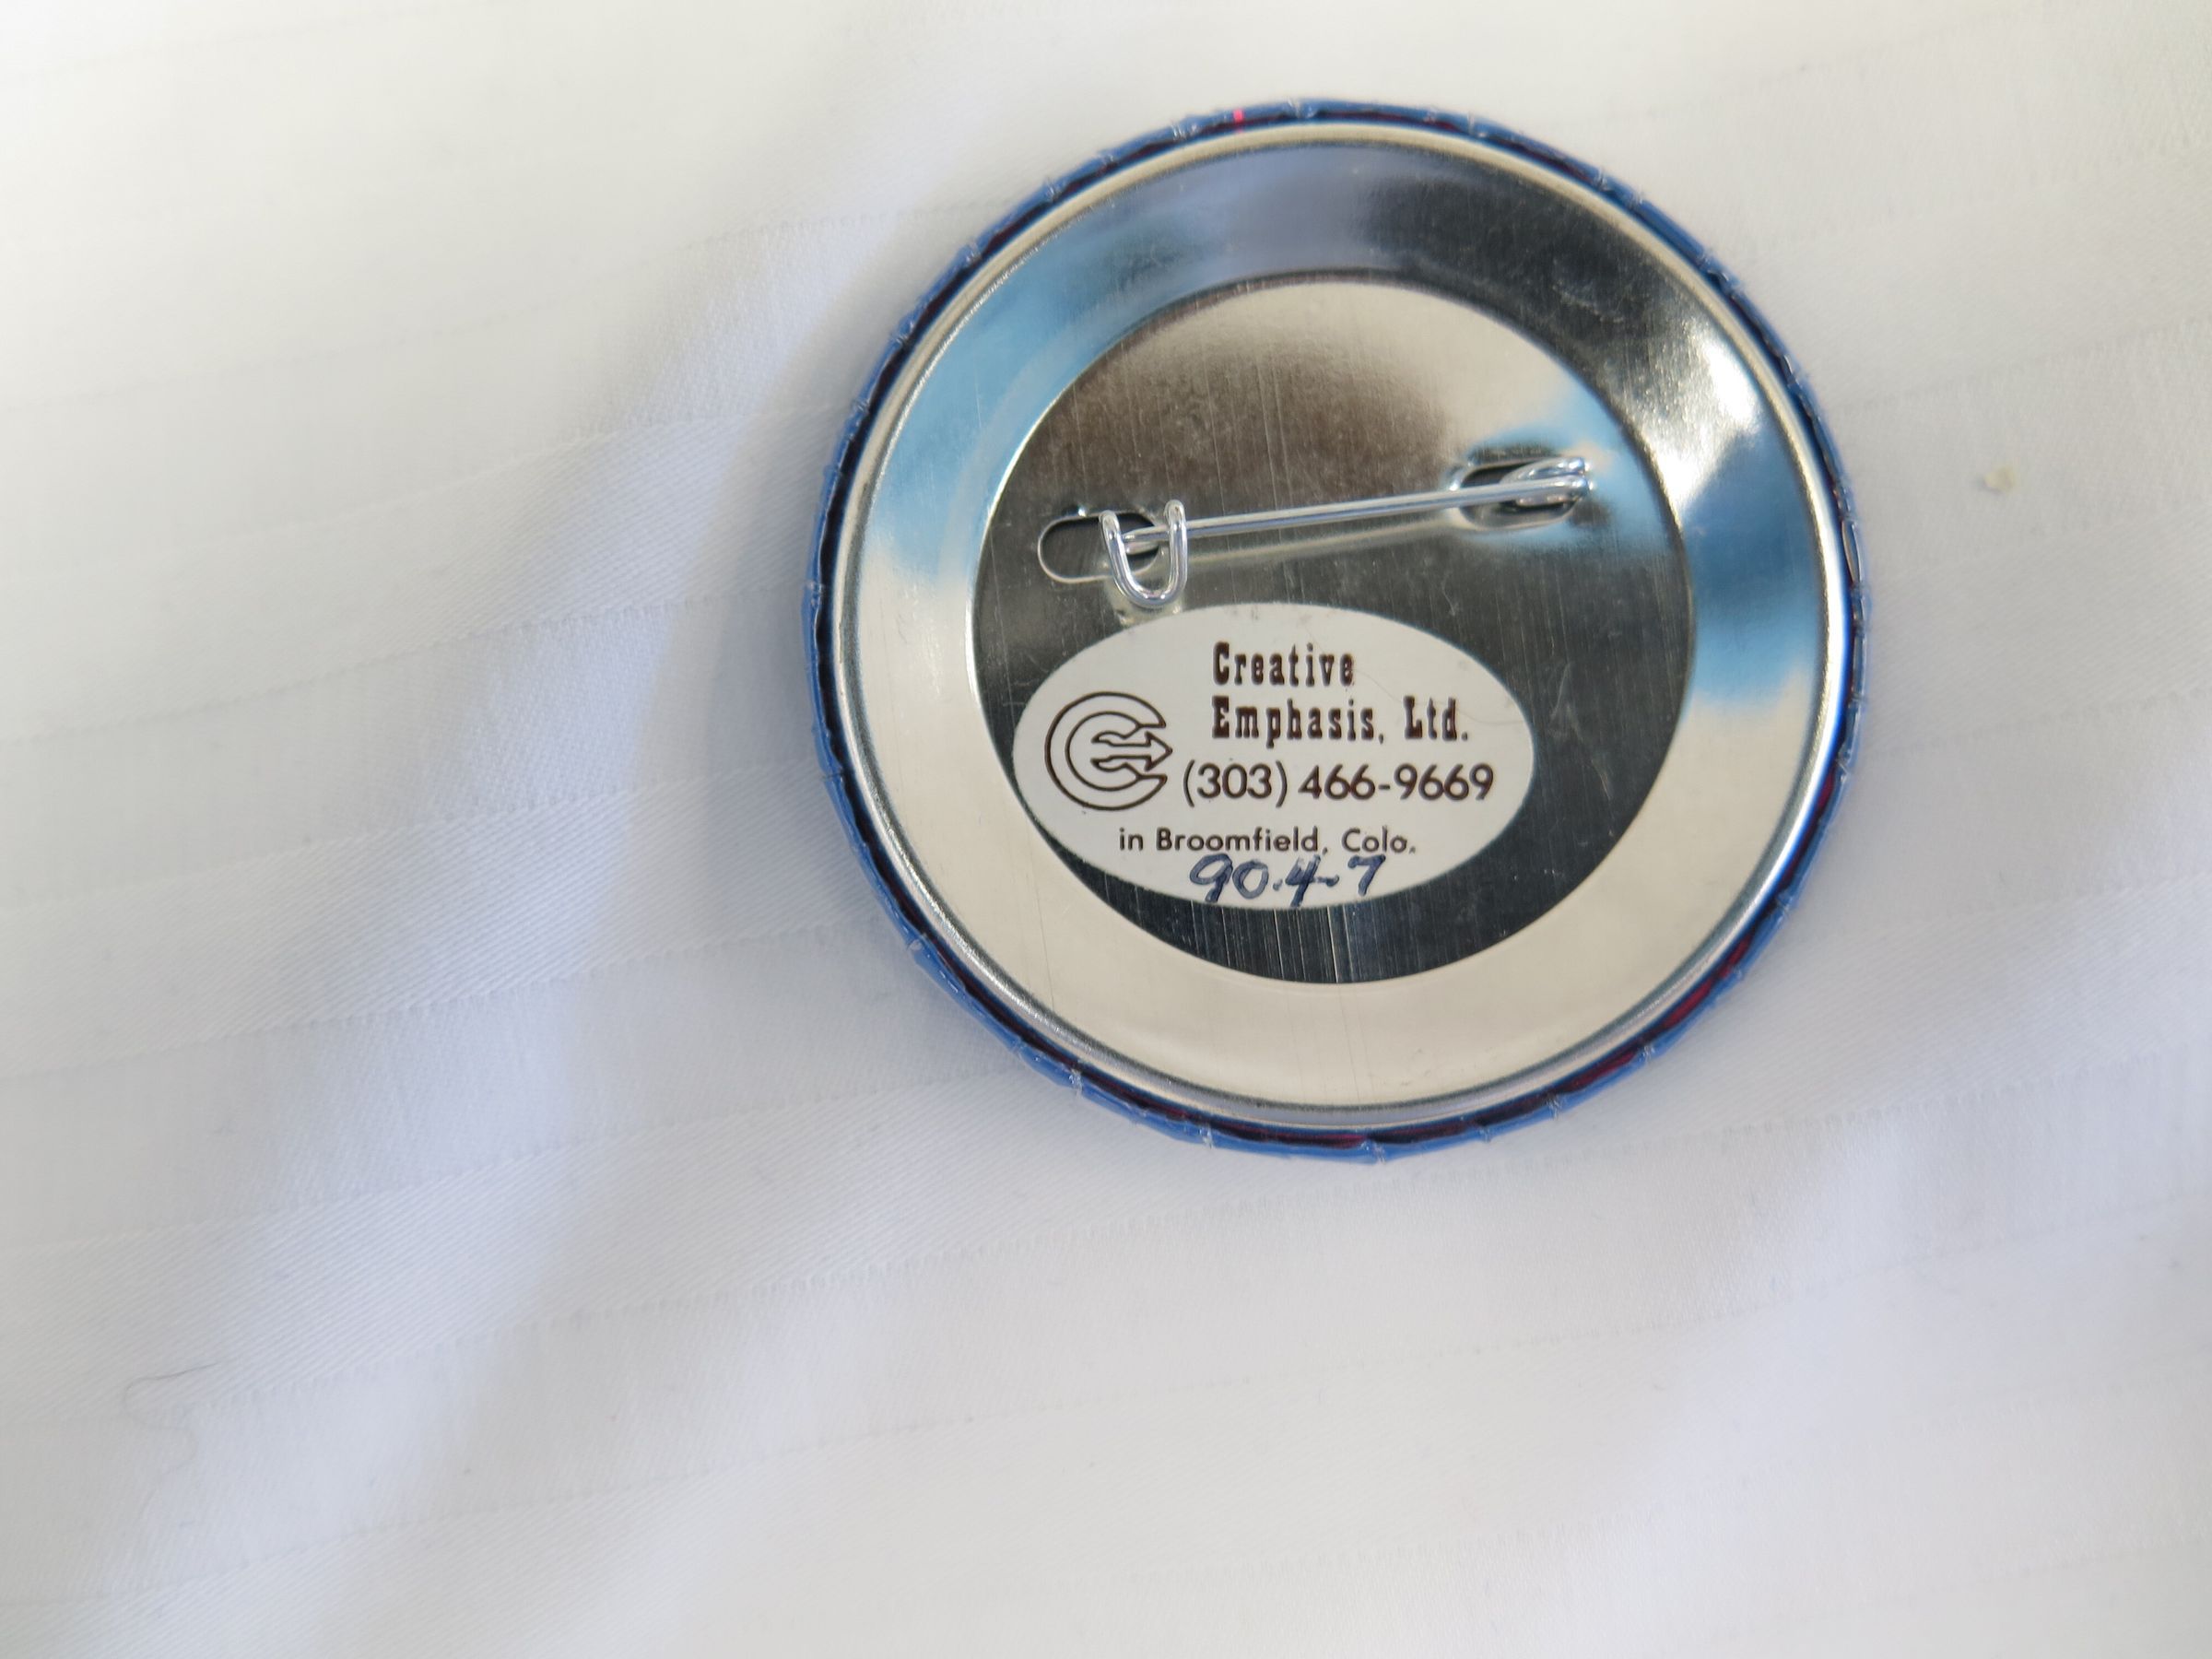 Creative
Emphasis, Ltd.
(303) 466-9669
in Broomfield, Colo.
90.4.7